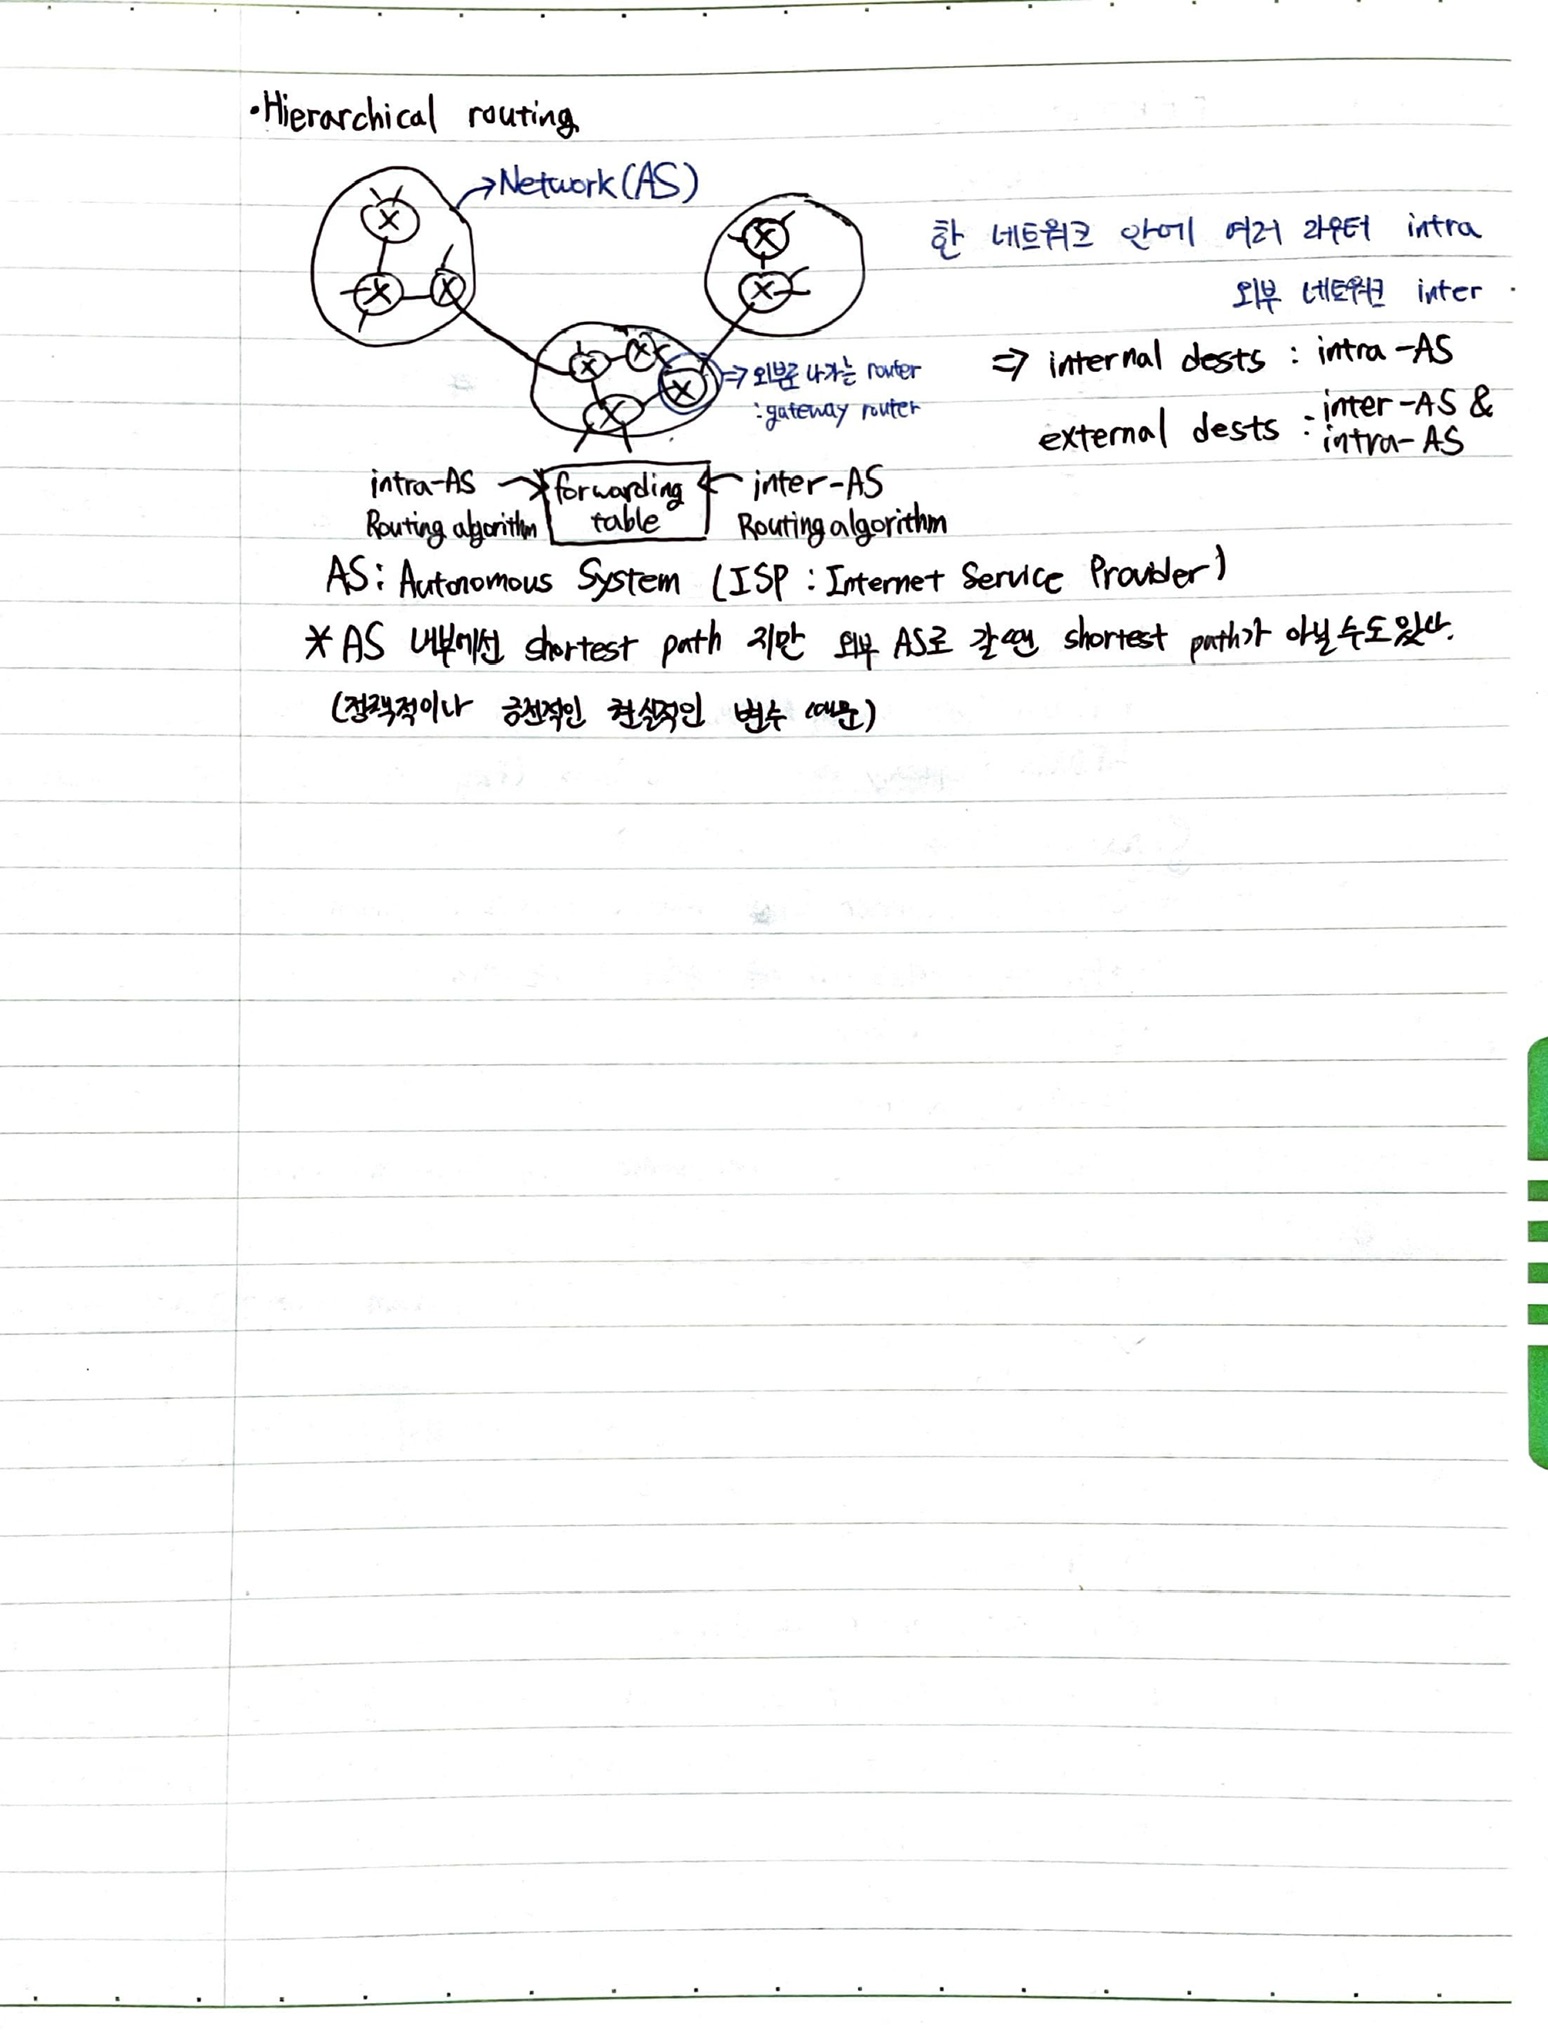 •Hierarchical routing
→Network(AS)
한 네트워크 안에 여러 라우터 intra
외부 네트워크 inter
⇒ 외부로 나가는 router
: gateway router
⇒ internal dests : intra-AS
external dests : inter-AS &
intra-AS
intra-AS
Routing algorithm
forwarding
table
inter-AS
Routing algorithm
AS: Autonomous System (ISP : Internet Service Provider)
* AS 내부에선 shortest path 지만 외부 AS로 갈땐 shortest path가 아닐 수도 있다.
(정책적이나 금전적인 현실적인 변수 때문)